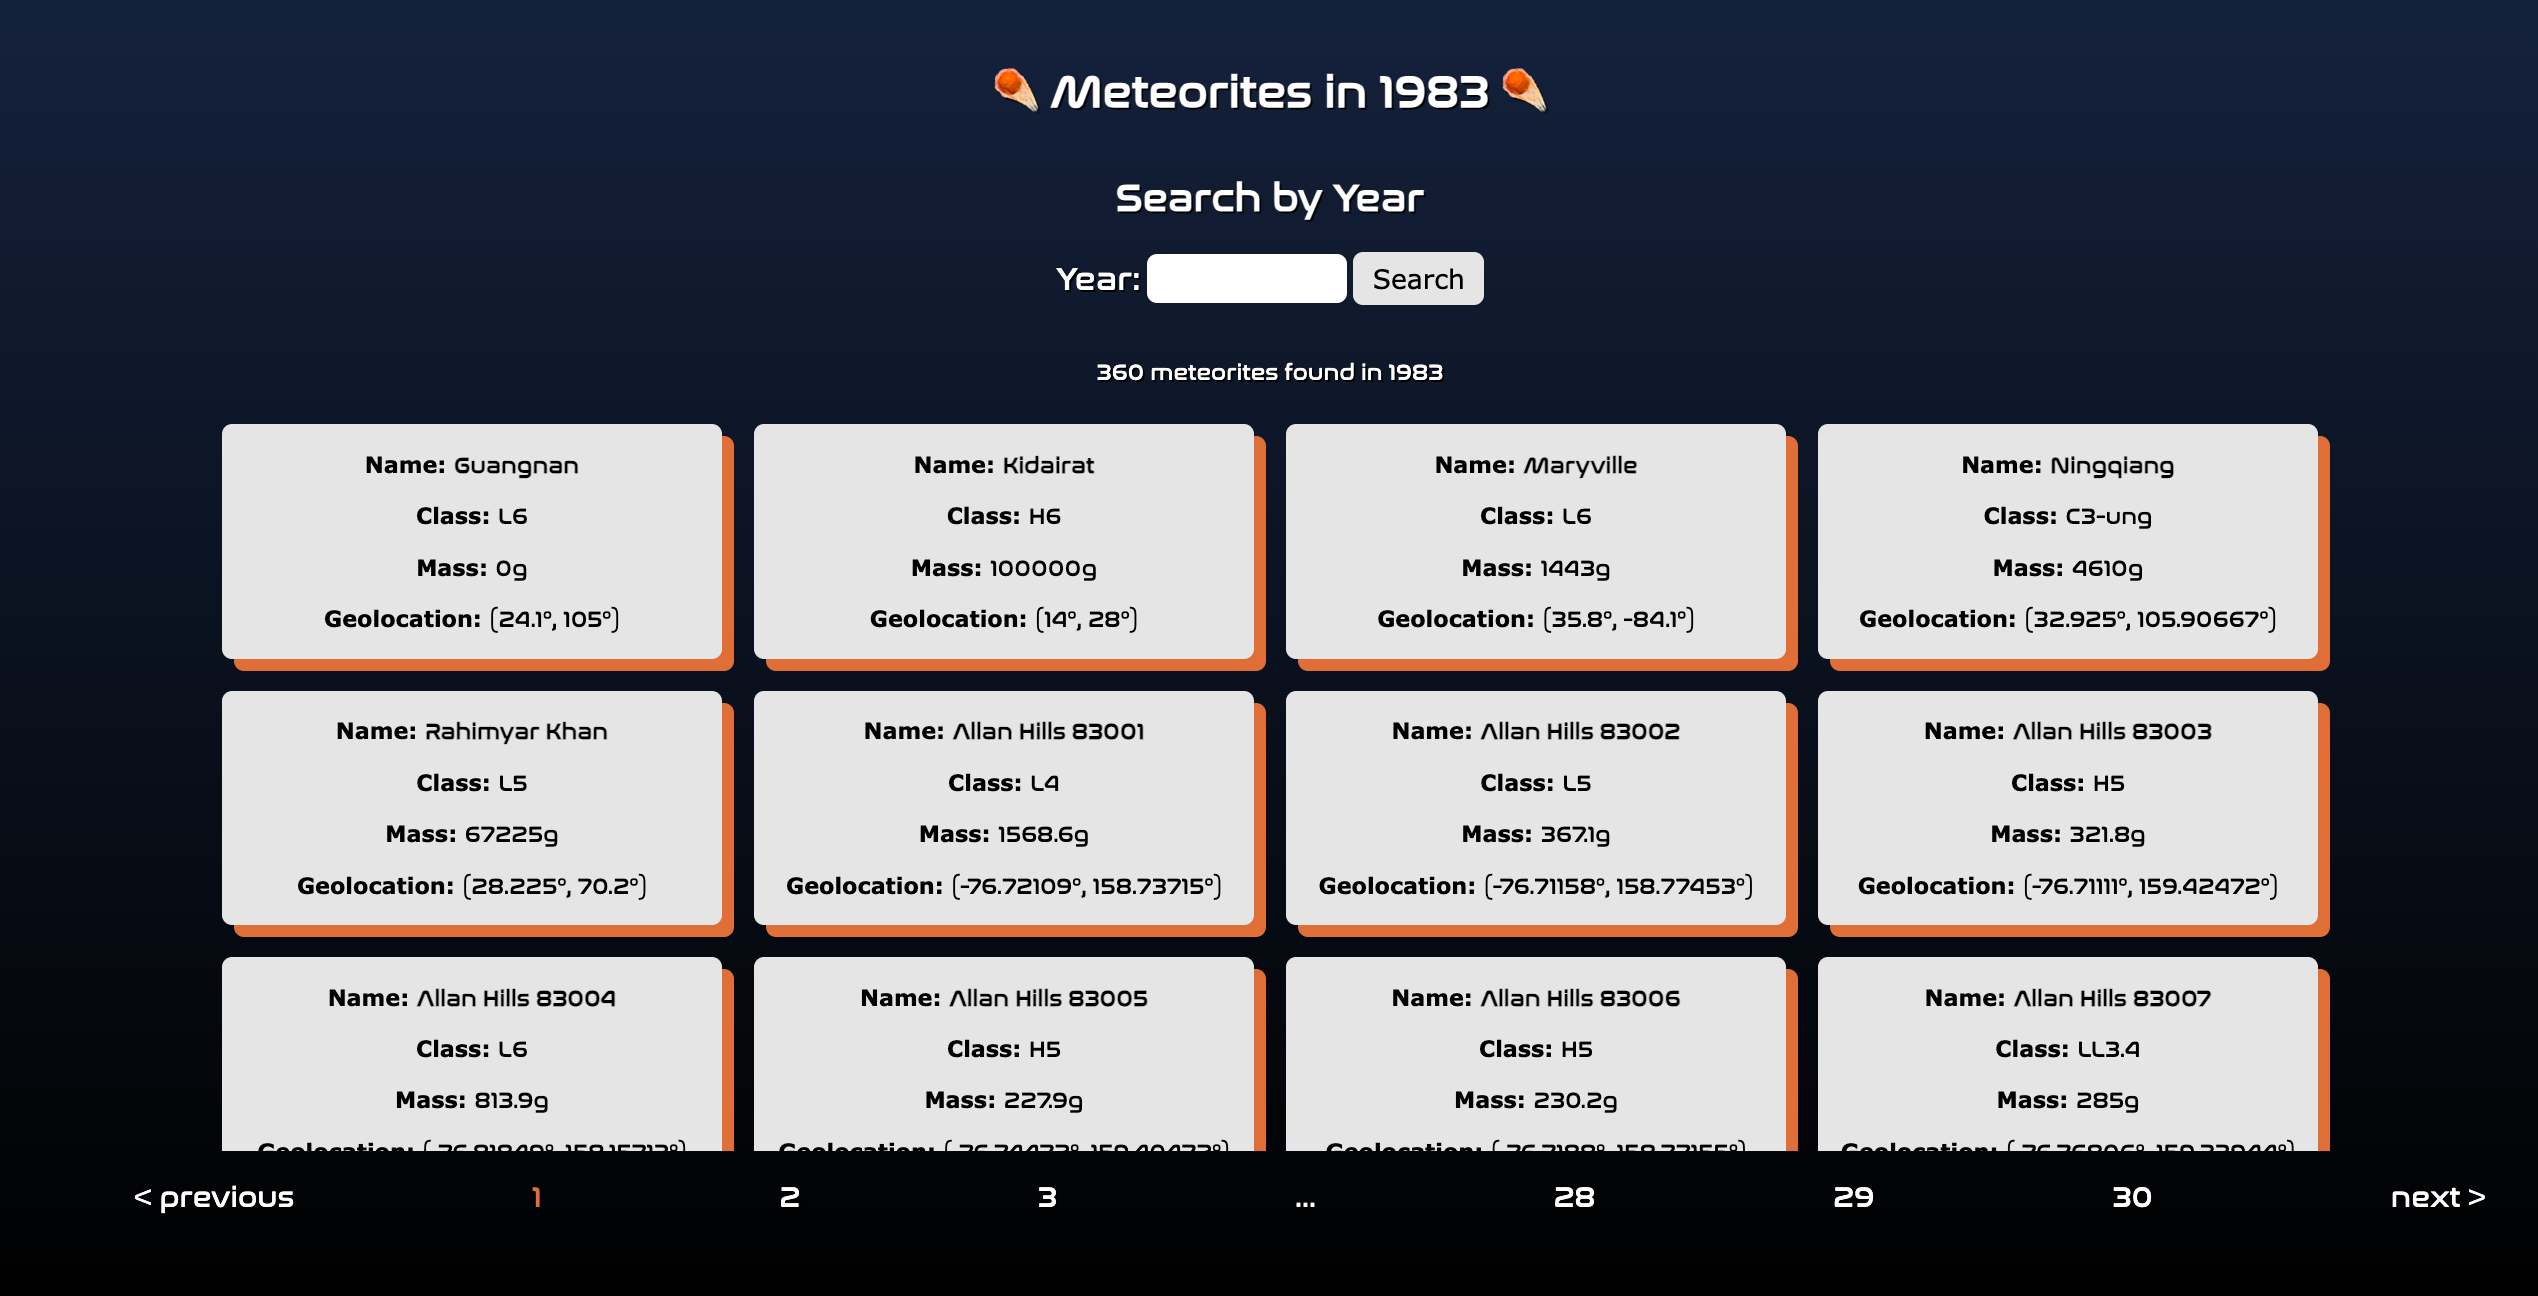 Meteorites in 1983
Search by Year
Year: Search
360 meteorites found in 1983
Name: Guangnan
Class: L6
Mass: 0g
Geolocation: (24.1°, 105°)
Name: Kidairat
Class: H6
Mass: 100000g
Geolocation: (14°, 28°)
Name: Maryville
Class: L6
Mass: 1443g
Geolocation: (35.8°, -84.1°)
Name: Ningqiang
Class: C3-ung
Mass: 4610g
Geolocation: (32.925°, 105.90667°)
Name: Rahimyar Khan
Class: L5
Mass: 67225g
Geolocation: (28.225°, 70.2°)
Name: Allan Hills 83001
Class: L4
Mass: 1568.6g
Geolocation: (-76.72109°, 158.73715°)
Name: Allan Hills 83002
Class: L5
Mass: 367.1g
Geolocation: (-76.71158°, 158.77453°)
Name: Allan Hills 83003
Class: H5
Mass: 321.8g
Geolocation: (-76.71111°, 159.42472°)
Name: Allan Hills 83004
Class: L6
Mass: 813.9g
Geolocation:
Name: Allan Hills 83005
Class: H5
Mass: 227.9g
Geolocation:
Name: Allan Hills 83006
Class: H5
Mass: 230.2g
Geolocation:
Name: Allan Hills 83007
Class: LL3.4
Mass: 285g
Geolocation:
< previous 1 2 3 ... 28 29 30 next >